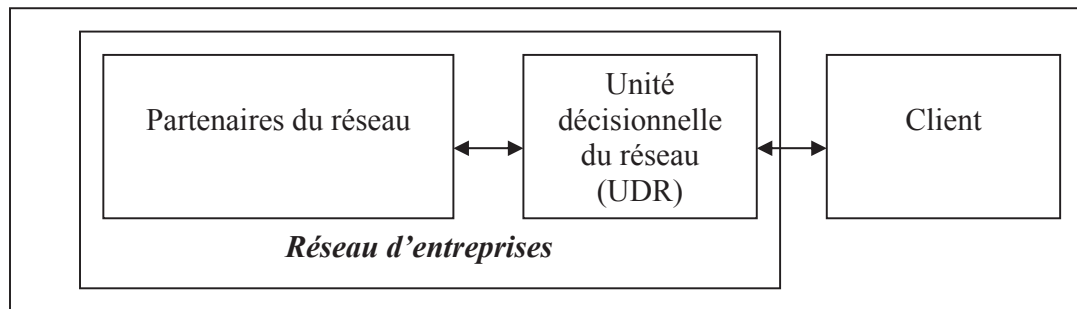 Partenaires du réseau
Unité
décisionnelle
du réseau
(UDR)
Client
Réseau d’entreprises